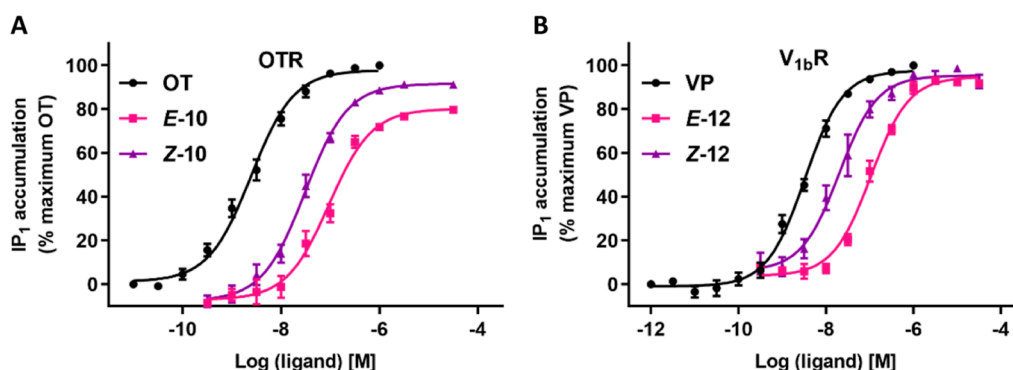 A
OTR
OT
E-10
Z-10
IP1 accumulation
(% maximum OT)
100
80
60
40
20
0
-10
-8
-6
-4
Log (ligand) [M]
B
V1bR
VP
E-12
Z-12
IP1 accumulation
(% maximum VP)
100
80
60
40
20
0
-12
-10
-8
-6
-4
Log (ligand) [M]